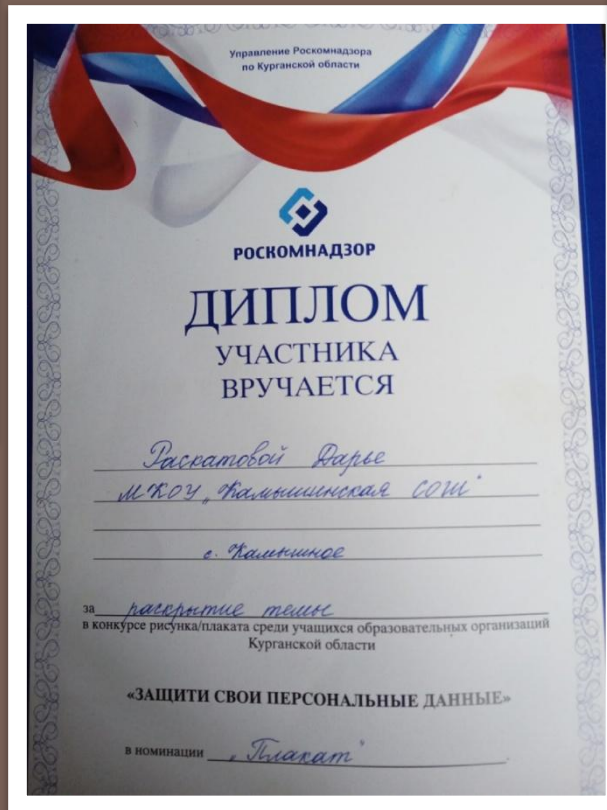 Управление Роскомнадзора
по Курганской области
РОСКОМНАДЗОР
ДИПЛОМ
УЧАСТНИКА
ВРУЧАЕТСЯ
Раскатовой Дарье
МКОУ „Камышинская СОШ"
с. Камышное
за раскрытие темы
в конкурсе рисунка/плаката среди учащихся образовательных организаций
Курганской области
«ЗАЩИТИ СВОИ ПЕРСОНАЛЬНЫЕ ДАННЫЕ»
в номинации „Плакат"